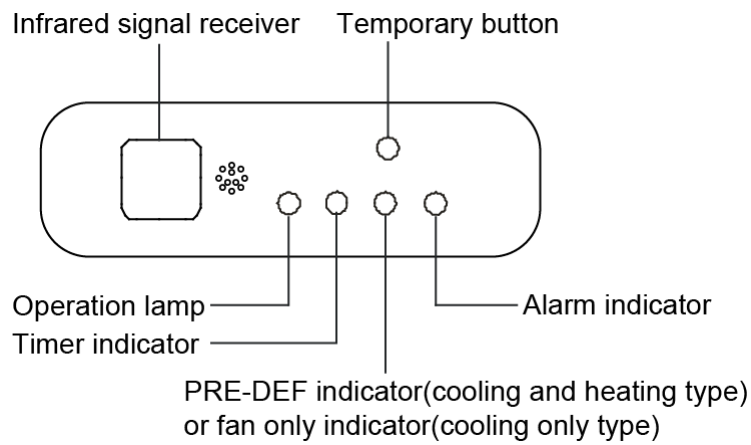 Infrared signal receiver
Temporary button
Operation lamp
Alarm indicator
Timer indicator
PRE-DEF indicator(cooling and heating type)
or fan only indicator(cooling only type)